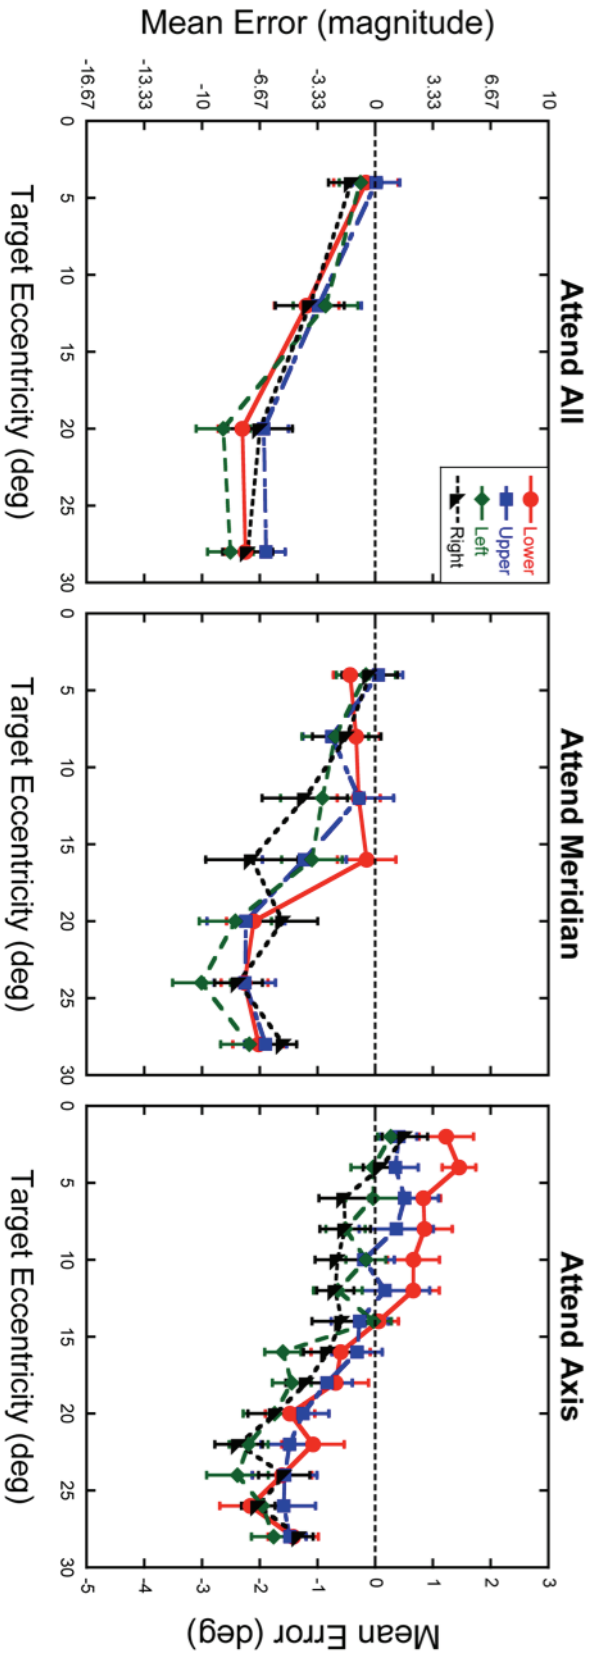 Attend All
Mean Error (magnitude)
10
6.67
3.33
0
-3.33
-6.67
-10
-13.33
-16.67
Lower
Upper
Left
Right
0 5 10 15 20 25 30
Target Eccentricity (deg)
Attend Meridian
0 5 10 15 20 25 30
Target Eccentricity (deg)
Attend Axis
0 5 10 15 20 25 30
Target Eccentricity (deg)
3
2
1
0
-1
-2
-3
-4
-5
Mean Error (deg)